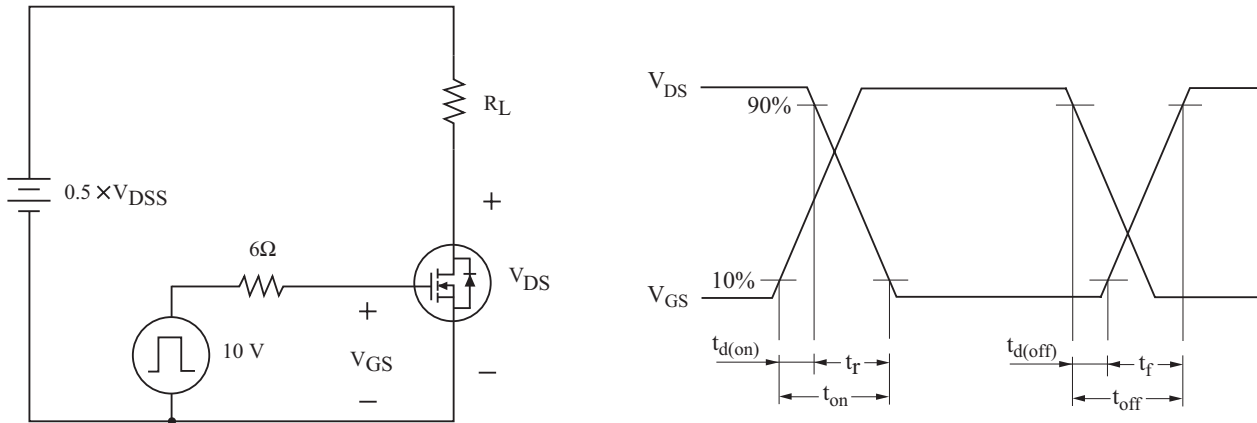 R_L
0.5 × V_DSS
+
6Ω
V_DS
+
10 V
V_GS
−
−
V_DS
90%
10%
V_GS
t_d(on)
t_r
t_on
t_d(off)
t_f
t_off